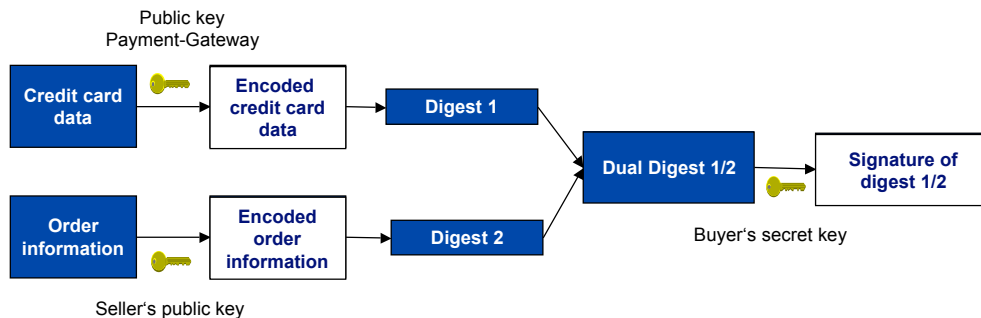 Public key
Payment-Gateway
Credit card
data
Encoded
credit card
data
Digest 1
Dual Digest 1/2
Signature of
digest 1/2
Order
information
Encoded
order
information
Digest 2
Buyer‘s secret key
Seller‘s public key